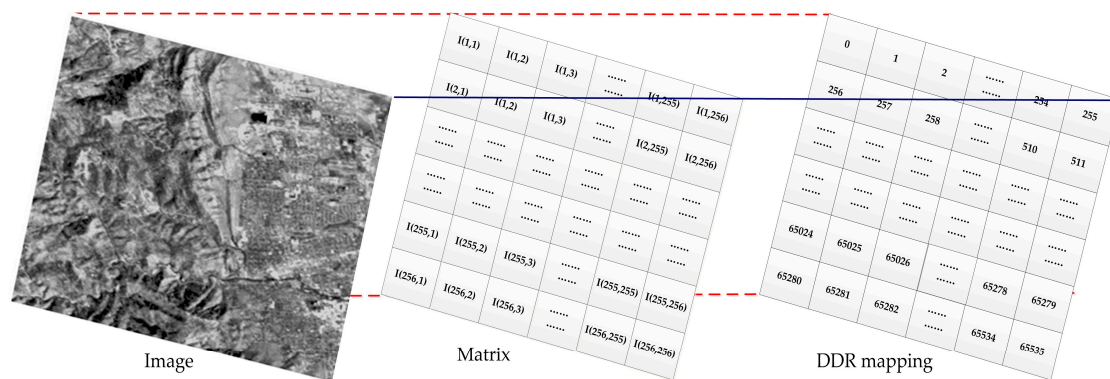 I(1,1) I(1,2) I(1,3) ...... ...... I(1,255) I(1,256)
I(2,1) I(1,2) I(1,3) ...... ...... I(2,255) I(2,256)
...... ...... ...... ...... ...... ......
...... ...... ...... ...... ...... ......
...... ...... ...... ...... ...... ......
...... ...... ...... ...... ...... ......
I(255,1) I(255,2) I(255,3) ...... ...... I(255,255) I(255,256)
I(256,1) I(256,2) I(256,3) ...... ...... I(256,255) I(256,256)
0 1 2 ...... ...... 254 255
256 257 258 ...... ...... 510 511
...... ...... ...... ...... ...... ......
...... ...... ...... ...... ...... ......
...... ...... ...... ...... ...... ......
...... ...... ...... ...... ...... ......
65024 65025 65026 ...... ...... 65278 65279
65280 65281 65282 ...... ...... 65534 65535
Image Matrix DDR mapping